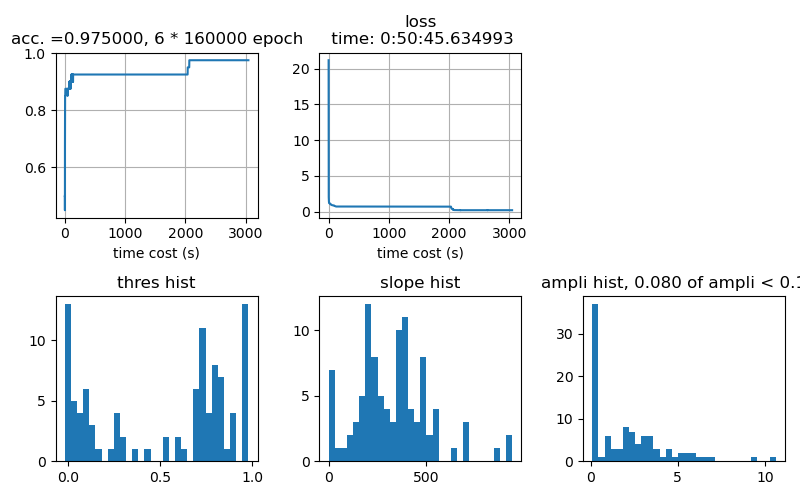 acc. =0.975000, 6 * 160000 epoch
1.0
0.8
0.6
0 1000 2000 3000
time cost (s)
loss
time: 0:50:45.634993
20
15
10
5
0
0 1000 2000 3000
time cost (s)
thres hist
10
5
0
0.0 0.5 1.0
slope hist
10
5
0
0 500
ampli hist, 0.080 of ampli < 0.1
30
20
10
0
0 5 10